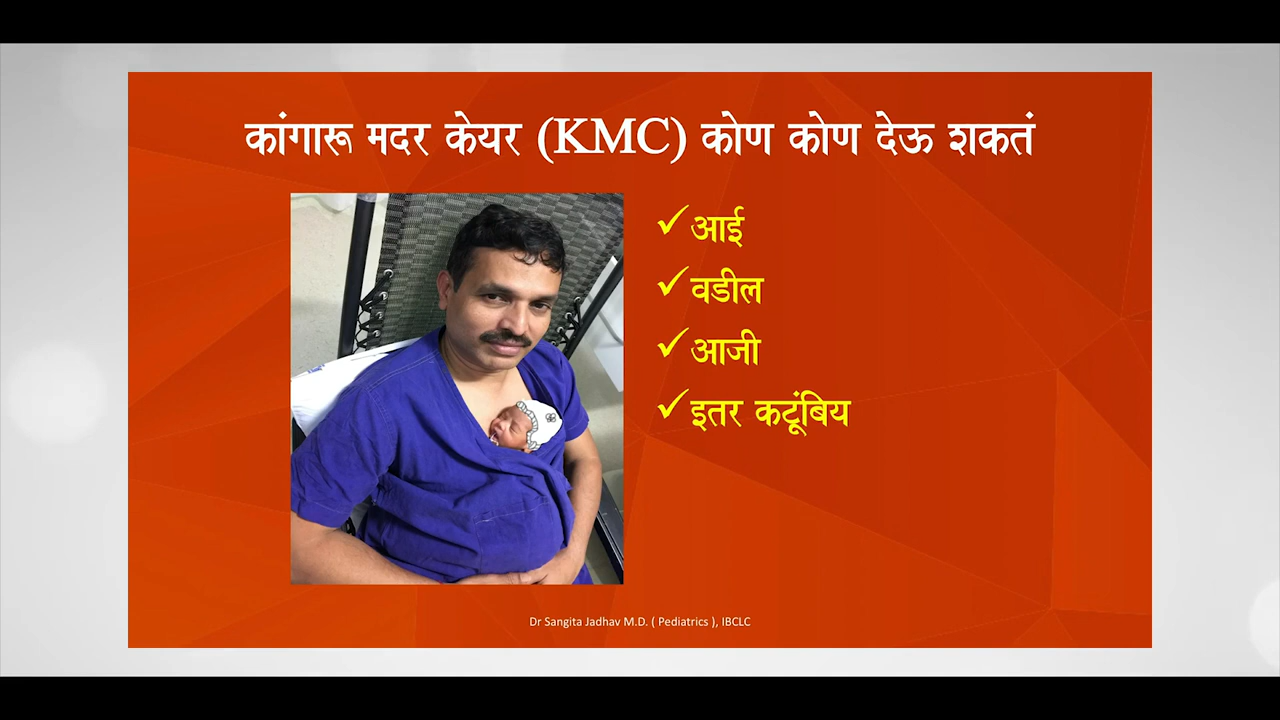 कांगारू मदर केयर (KMC) कोण कोण देऊ शकतं
✓आई
✓वडील
✓आजी
✓इतर कटूंबिय
Dr Sangita Jadhav M.D. ( Pediatrics ), IBCLC